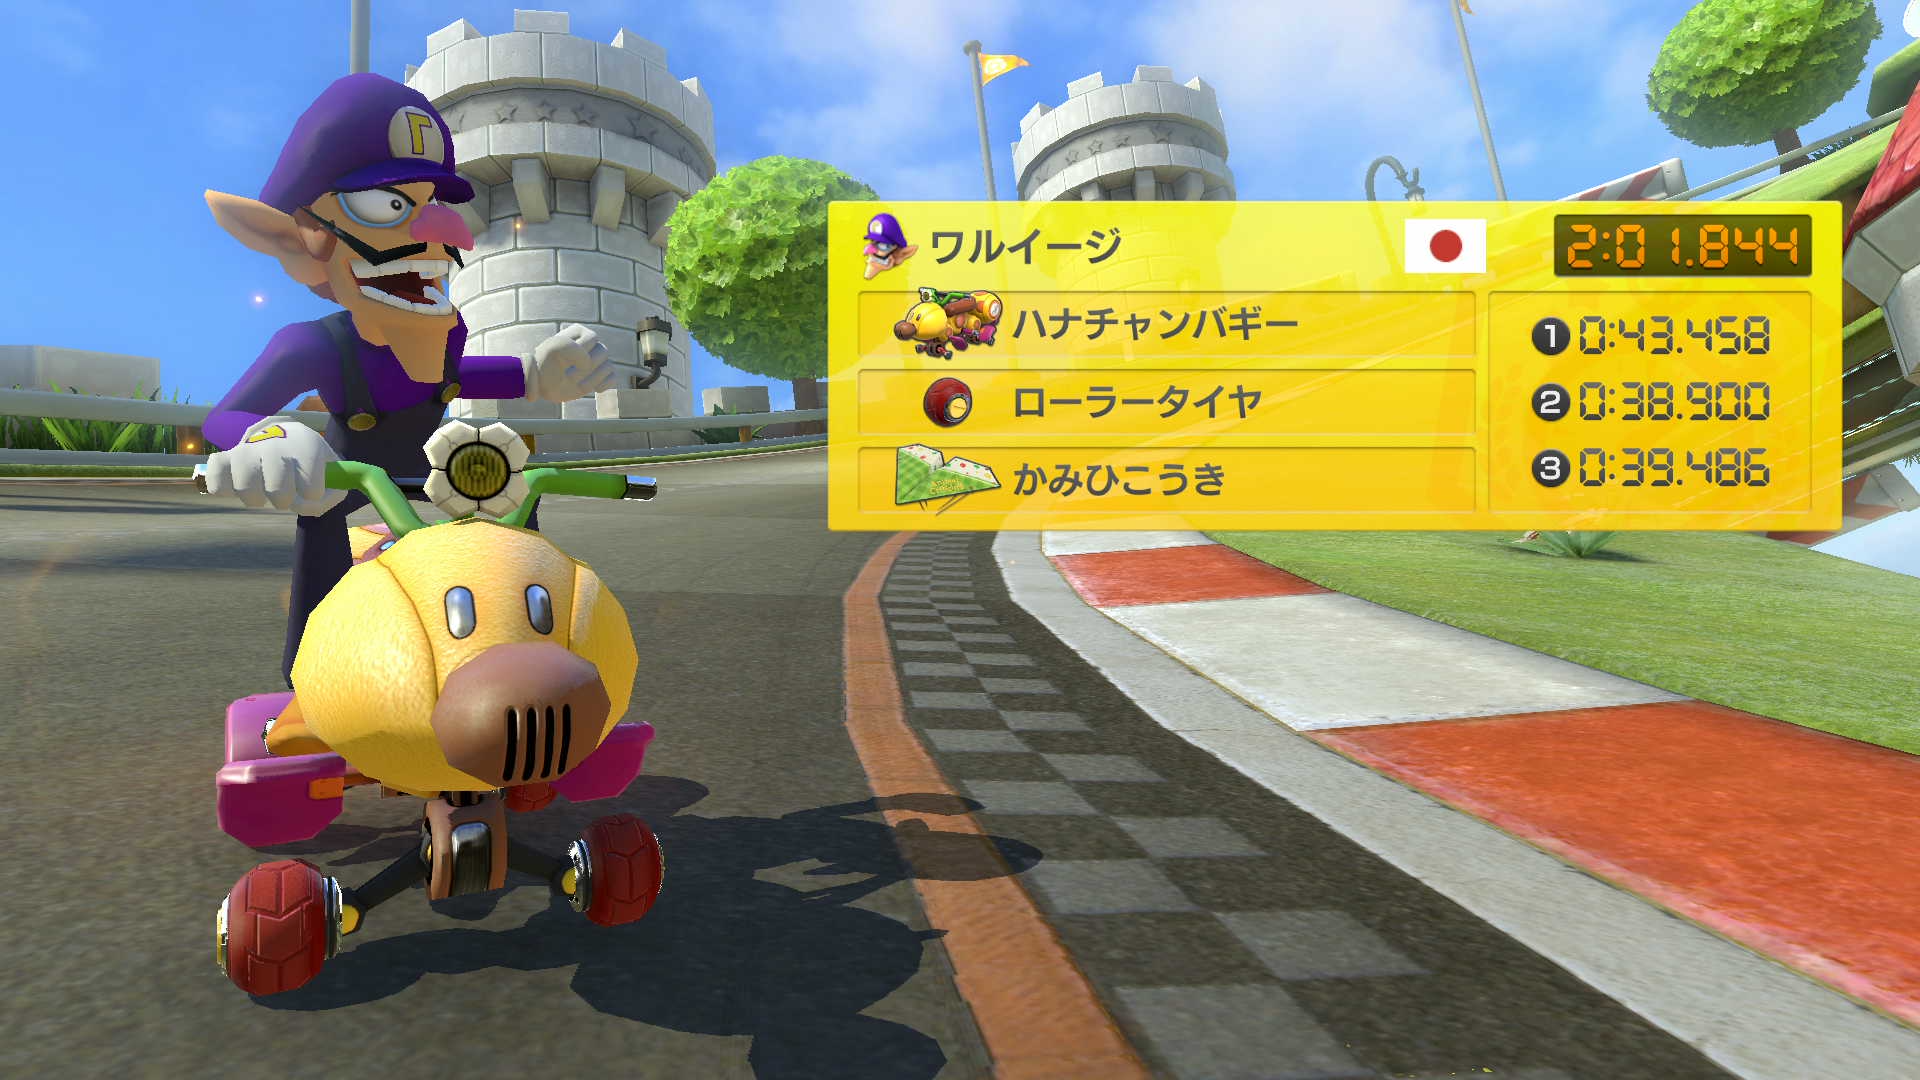 ワルイージ 2:01.844
ハナチャンバギー
ローラータイヤ
かみひこうき
1 0:43.458
2 0:38.900
3 0:39.486